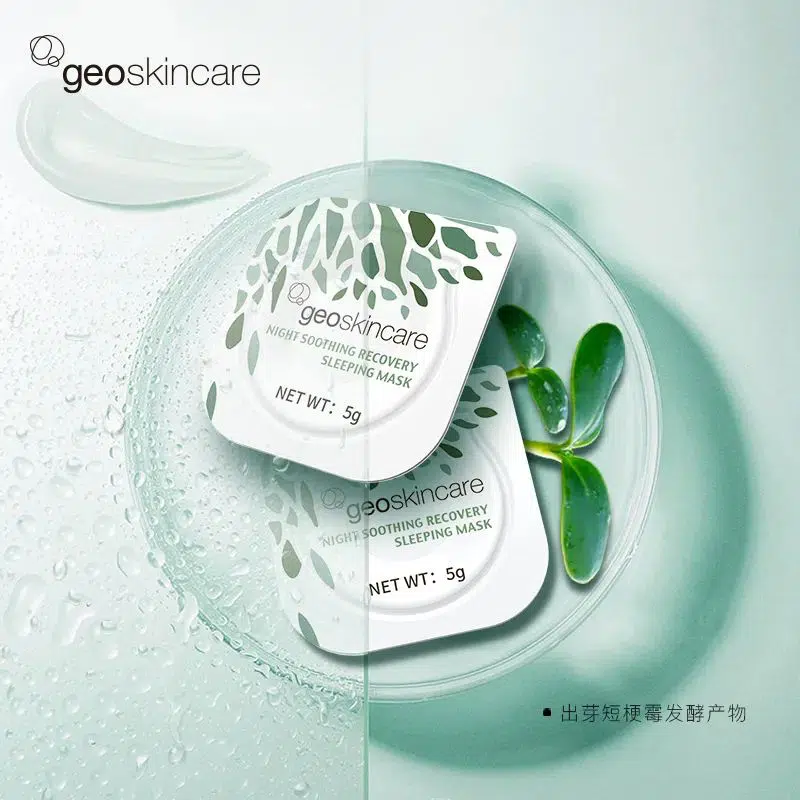 geoskincare
geoskincare
NIGHT SOOTHING RECOVERY
SLEEPING MASK
NET WT: 5g
geoskincare
NIGHT SOOTHING RECOVERY
SLEEPING MASK
NET WT: 5g
出芽短梗霉发酵产物